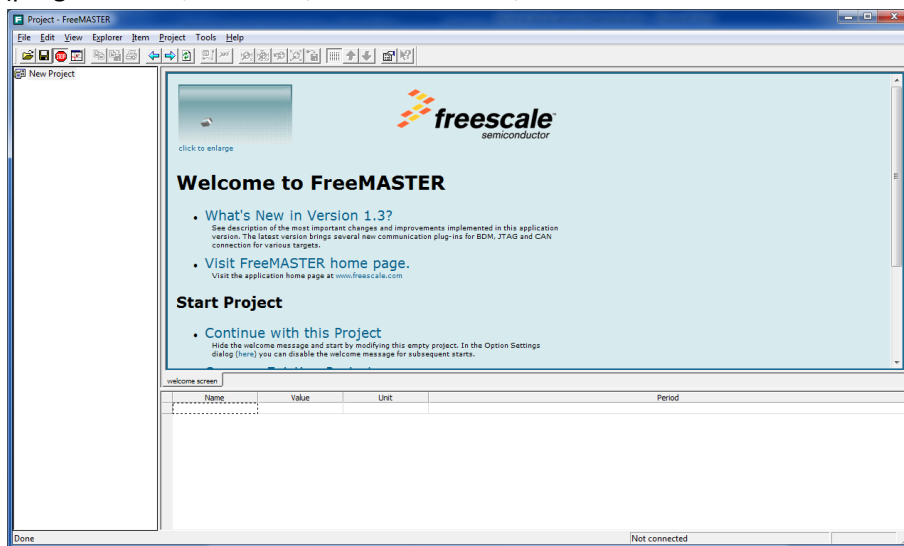 Project - FreeMASTER
File Edit View Explorer Item Project Tools Help
New Project
click to enlarge
freescale
semiconductor
Welcome to FreeMASTER
What's New in Version 1.3?
See description of the most important changes and improvements implemented in this application
version. The latest version brings several new communication plug-ins for BDM, JTAG and CAN
connection for various targets.
Visit FreeMASTER home page.
Visit the application home page at www.freescale.com
Start Project
Continue with this Project
Hide the welcome message and start by modifying this empty project. In the Option Settings
dialog (here) you can disable the welcome message for subsequent starts.
welcome screen
Name Value Unit Period
Done Not connected